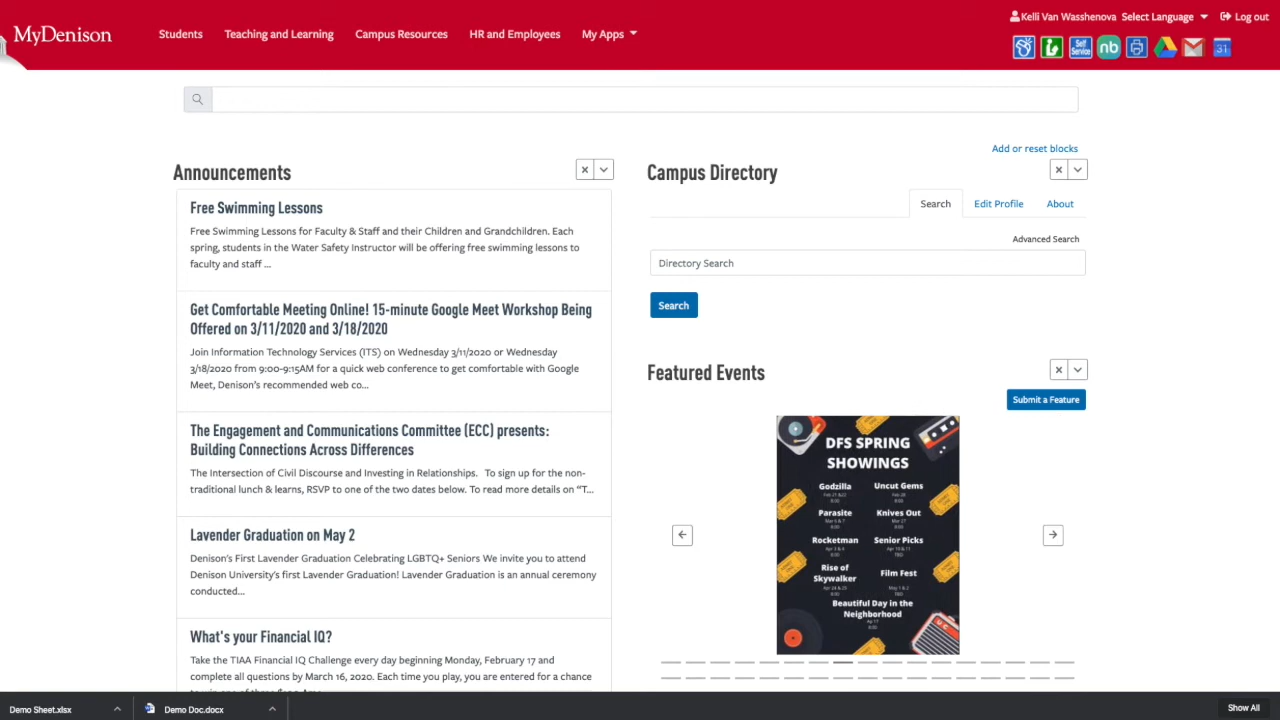 MyDenison
Students
Teaching and Learning
Campus Resources
HR and Employees
My Apps
Kelli Van Wasshenova
Select Language
Log out
Self Service
nb
31
Add or reset blocks
Announcements
Free Swimming Lessons
Free Swimming Lessons for Faculty & Staff and their Children and Grandchildren. Each
spring, students in the Water Safety Instructor will be offering free swimming lessons to
faculty and staff ...
Get Comfortable Meeting Online! 15-minute Google Meet Workshop Being
Offered on 3/11/2020 and 3/18/2020
Join Information Technology Services (ITS) on Wednesday 3/11/2020 or Wednesday
3/18/2020 from 9:00-9:15AM for a quick web conference to get comfortable with Google
Meet, Denison's recommended web co...
The Engagement and Communications Committee (ECC) presents:
Building Connections Across Differences
The Intersection of Civil Discourse and Investing in Relationships.   To sign up for the non-
traditional lunch & learns, RSVP to one of the two dates below. To read more details on “T...
Lavender Graduation on May 2
Denison's First Lavender Graduation Celebrating LGBTQ+ Seniors We invite you to attend
Denison University's first Lavender Graduation! Lavender Graduation is an annual ceremony
conducted...
What's your Financial IQ?
Take the TIAA Financial IQ Challenge every day beginning Monday, February 17 and
complete all questions by March 16, 2020. Each time you play, you are entered for a chance
Campus Directory
Search
Edit Profile
About
Advanced Search
Directory Search
Search
Featured Events
Submit a Feature
DFS SPRING
SHOWINGS
Godzilla
Uncut Gems
Parasite
Knives Out
Rocketman
Senior Picks
Rise of
Skywalker
Film Fest
Beautiful Day in the
Neighborhood
Demo Sheet.xlsx
Demo Doc.docx
Show All